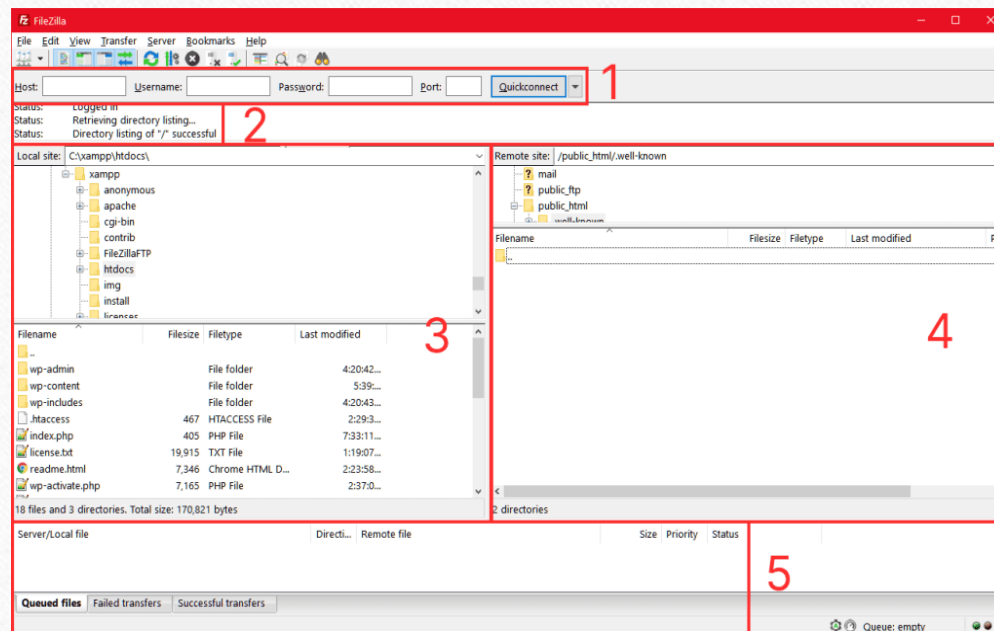 FileZilla
File Edit View Transfer Server Bookmarks Help
Host: Username: Password: Port: Quickconnect 1
Status: Logged in
Status: Retrieving directory listing...
Status: Directory listing of "/" successful
2
Local site: C:\xampp\htdocs\
xampp
anonymous
apache
cgi-bin
contrib
FileZillaFTP
htdocs
img
install
licenses
Filename Filesize Filetype Last modified
3
..
wp-admin File folder 4:20:42...
wp-content File folder 5:39:...
wp-includes File folder 4:20:43...
.htaccess 467 HTACCESS File 2:29:3...
index.php 405 PHP File 7:33:11...
license.txt 19,915 TXT File 1:19:07...
readme.html 7,346 Chrome HTML D... 2:23:58...
wp-activate.php 7,165 PHP File 2:37:0...
18 files and 3 directories. Total size: 170,821 bytes
Remote site: /public_html/.well-known
? mail
? public_ftp
public_html
.well-known
Filename Filesize Filetype Last modified P
..
4
2 directories
Server/Local file Directi... Remote file Size Priority Status
5
Queued files Failed transfers Successful transfers
Queue: empty